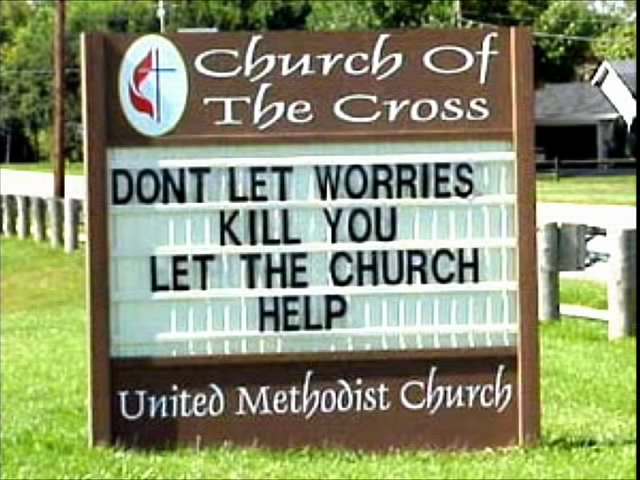 Church Of
The Cross
DONT LET WORRIES
KILL YOU
LET THE CHURCH
HELP
United Methodist Church